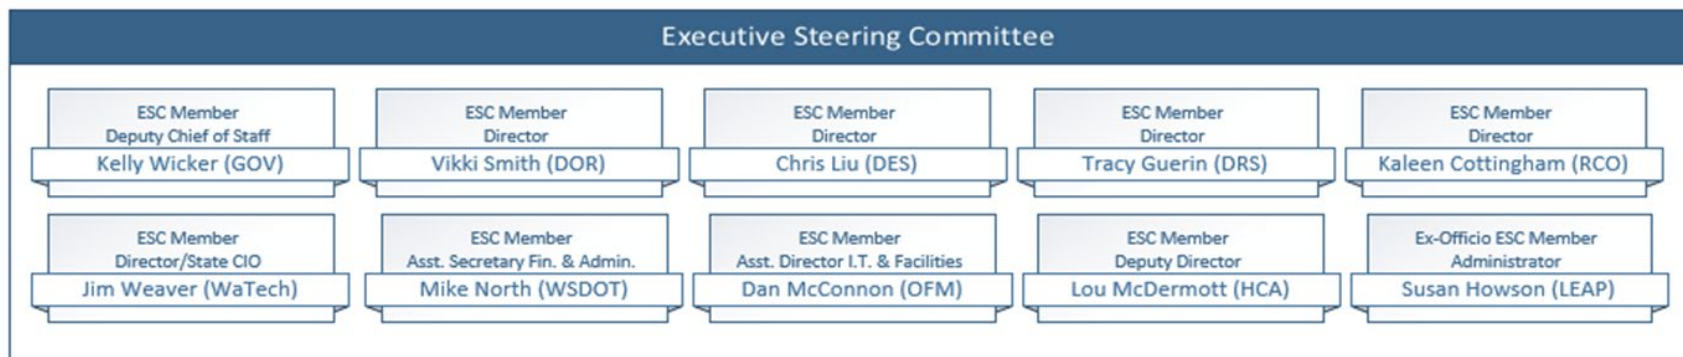 Executive Steering Committee
ESC Member
Deputy Chief of Staff
Kelly Wicker (GOV)
ESC Member
Director
Vikki Smith (DOR)
ESC Member
Director
Chris Liu (DES)
ESC Member
Director
Tracy Guerin (DRS)
ESC Member
Director
Kaleen Cottingham (RCO)
ESC Member
Director/State CIO
Jim Weaver (WaTech)
ESC Member
Asst. Secretary Fin. & Admin.
Mike North (WSDOT)
ESC Member
Asst. Director I.T. & Facilities
Dan McConnon (OFM)
ESC Member
Deputy Director
Lou McDermott (HCA)
Ex-Officio ESC Member
Administrator
Susan Howson (LEAP)